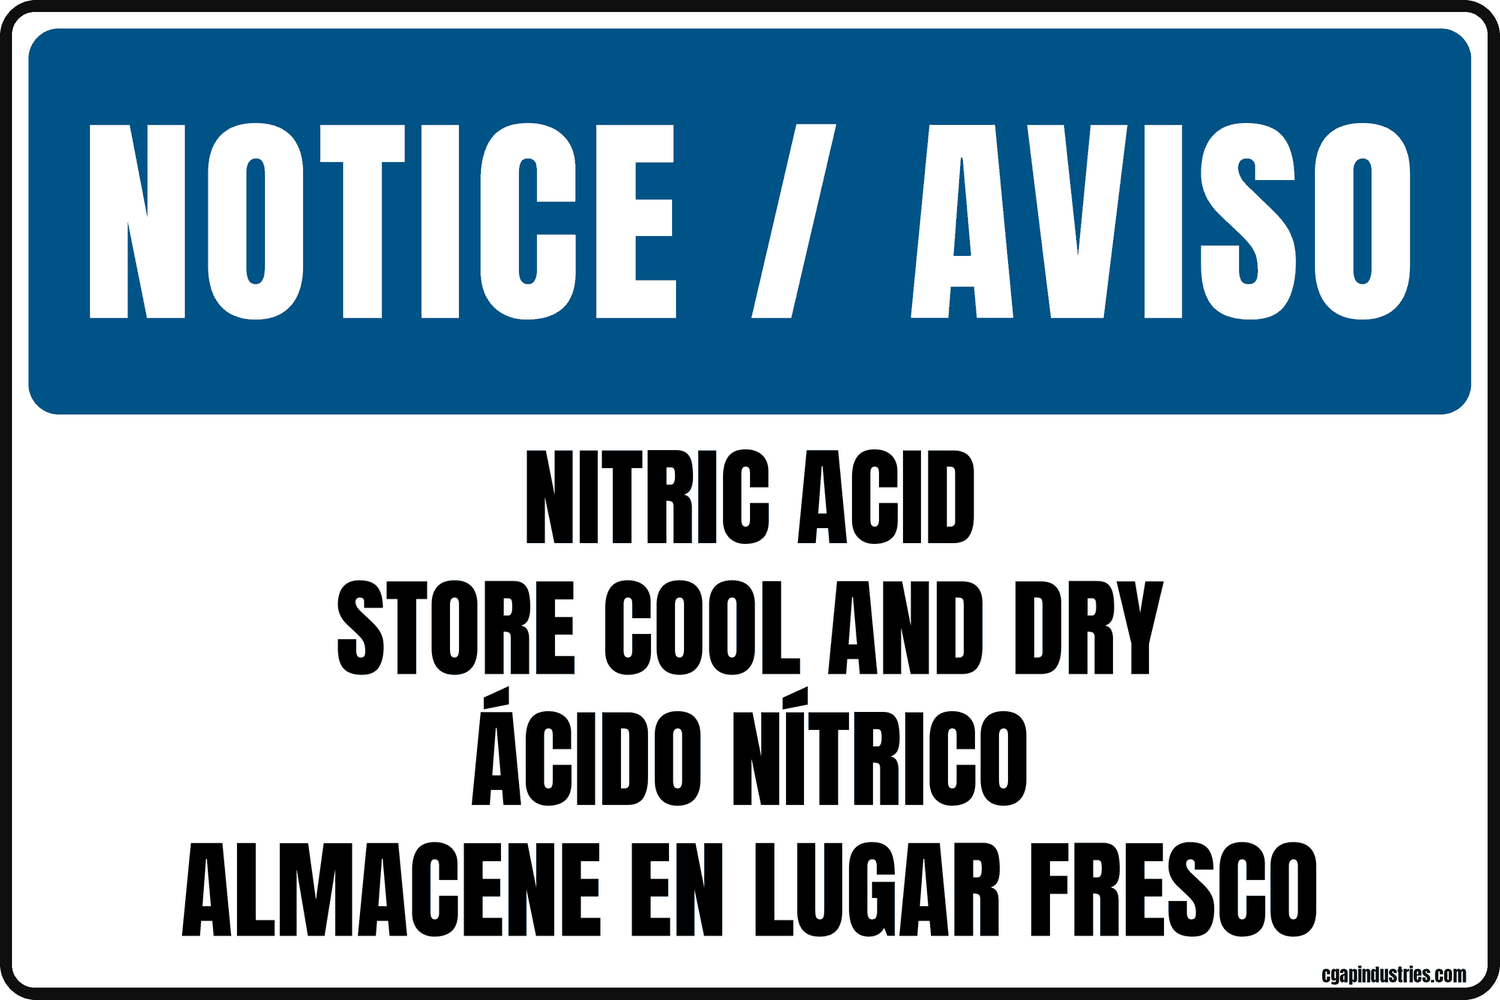 NOTICE / AVISO
NITRIC ACID
STORE COOL AND DRY
ÁCIDO NÍTRICO
ALMACENE EN LUGAR FRESCO
cgapindustries.com